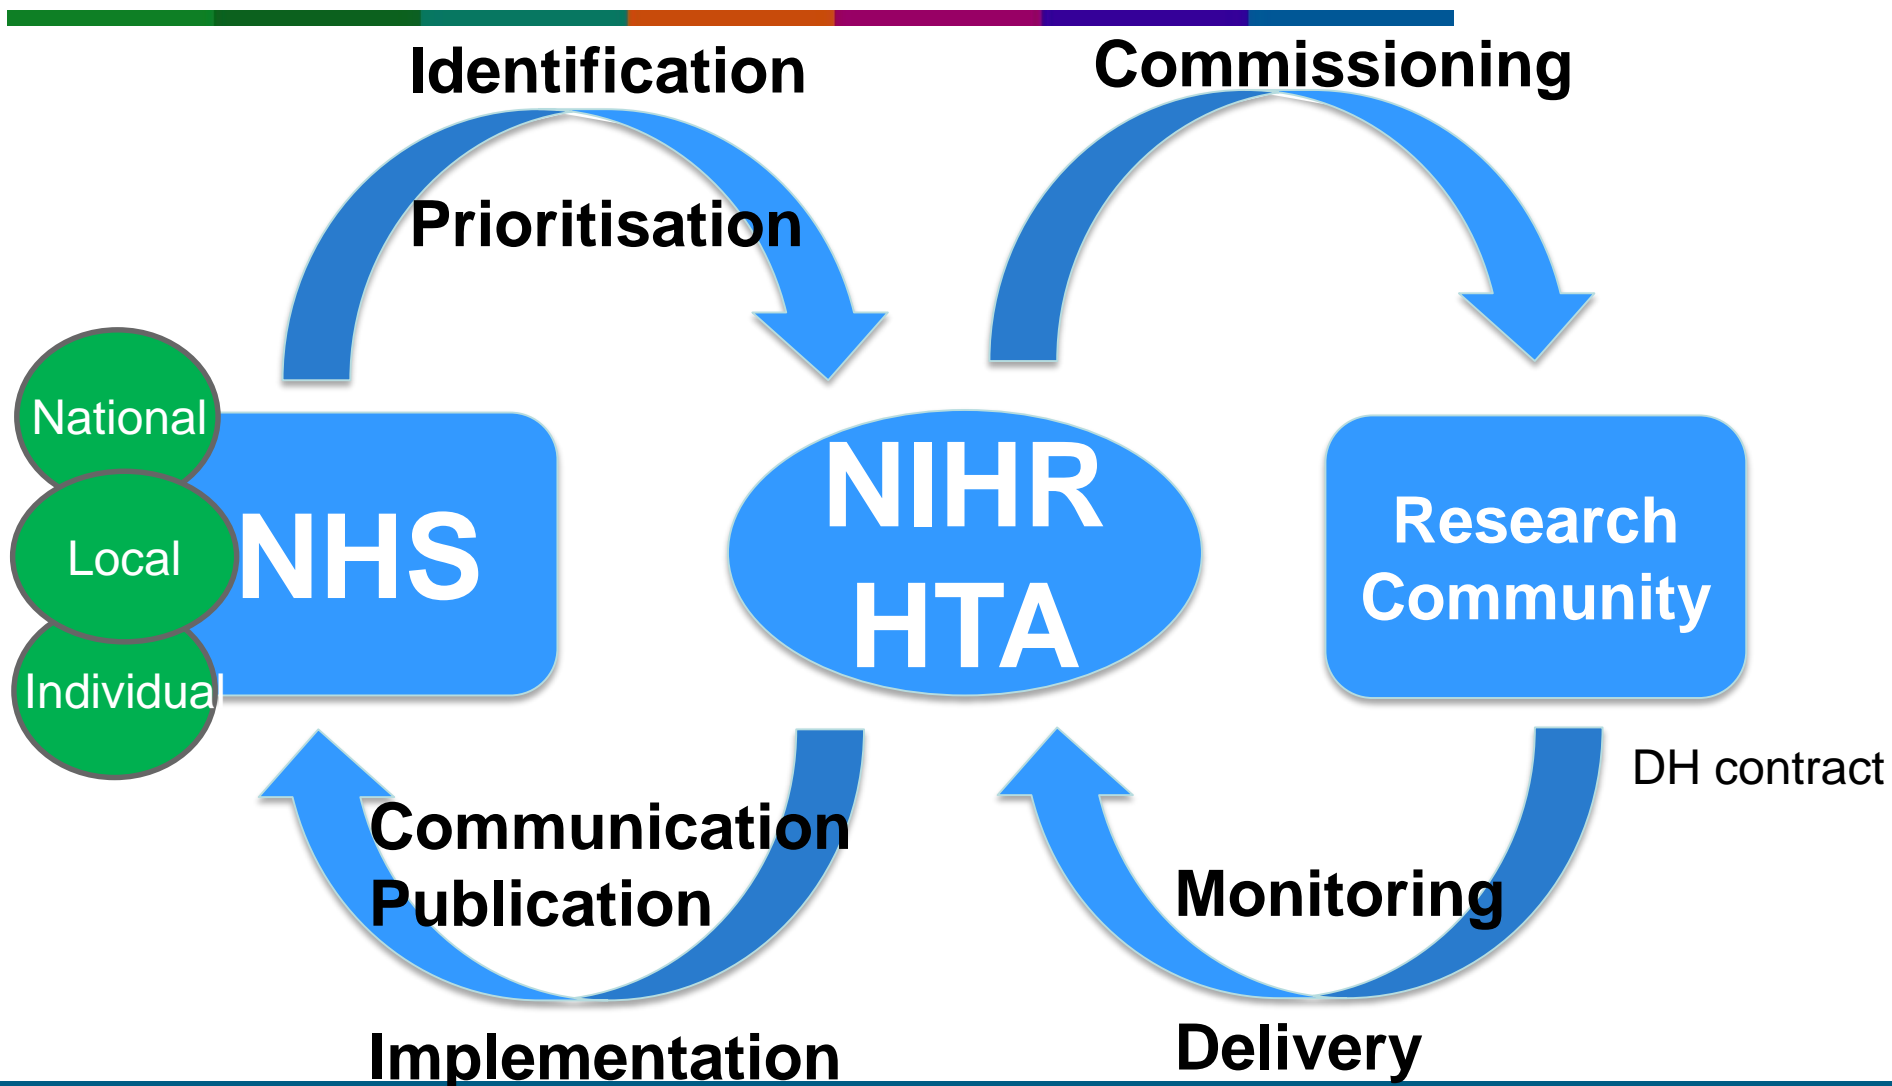 Identification
Commissioning
Prioritisation
National
Local
Individual
NHS
NIHR
HTA
Research
Community
DH contract
Communication
Publication
Monitoring
Implementation
Delivery